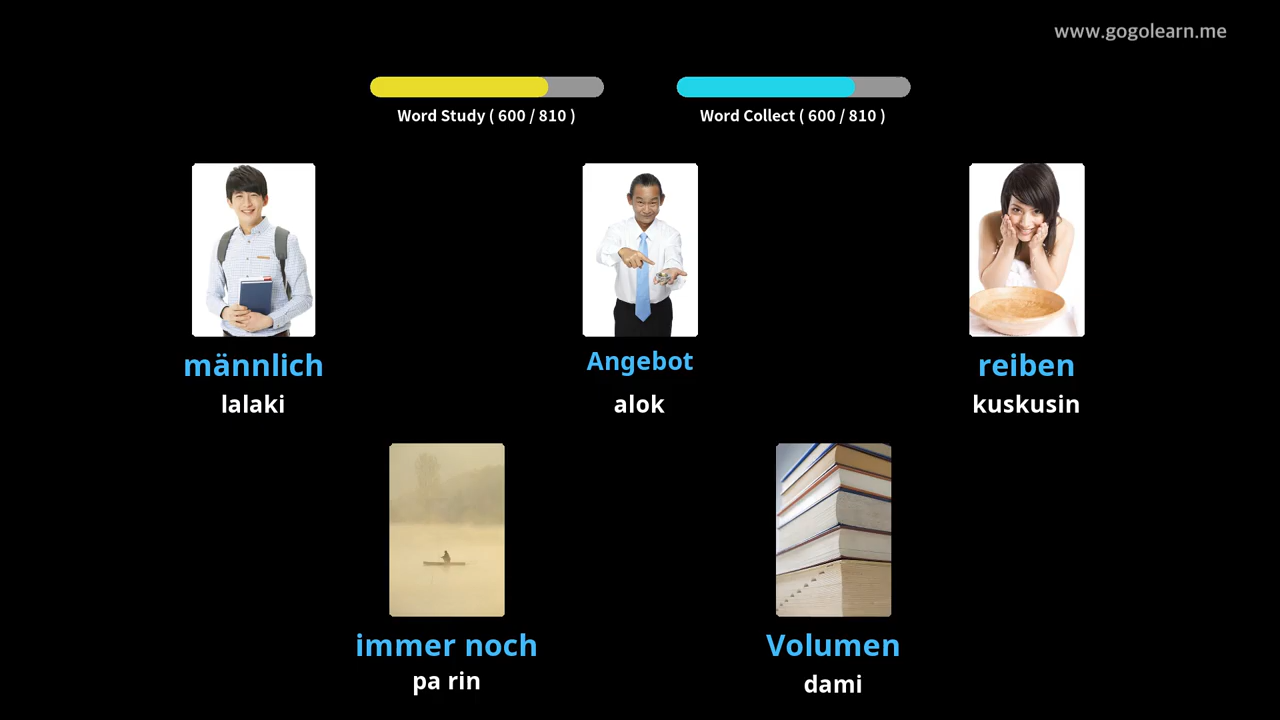 www.gogolearn.me
Word Study ( 600 / 810 )
Word Collect ( 600 / 810 )
männlich
lalaki
Angebot
alok
reiben
kuskusin
immer noch
pa rin
Volumen
dami